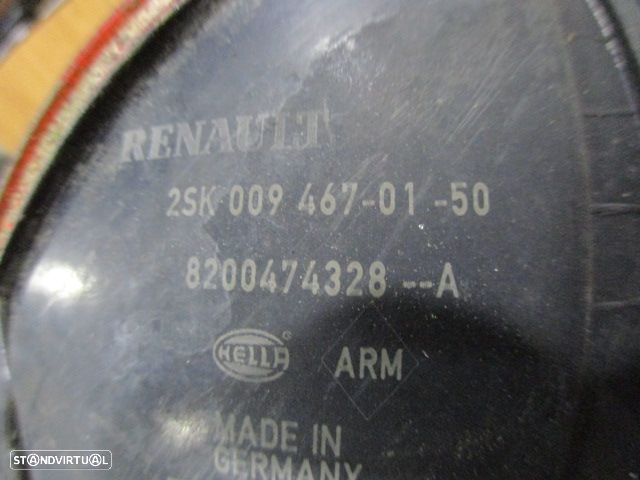 RENAULT
2SK 009 467-01 -50
8200474328 --A
HELLA ® ARM
MADE IN
GERMANY
STANDVIRTUAL